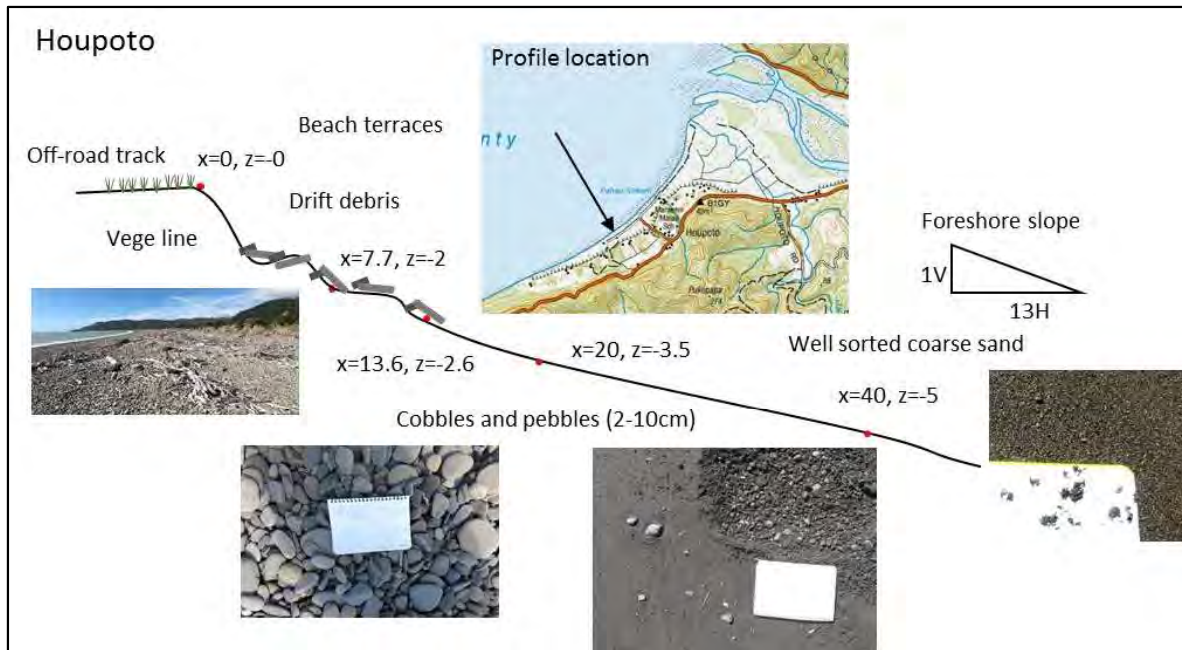 Houpoto
Profile location
Beach terraces
Off-road track
x=0, z=-0
Drift debris
Vege line
x=7.7, z=-2
nty
Houpoto
Foreshore slope
1V
13H
x=13.6, z=-2.6
x=20, z=-3.5
Well sorted coarse sand
x=40, z=-5
Cobbles and pebbles (2-10cm)